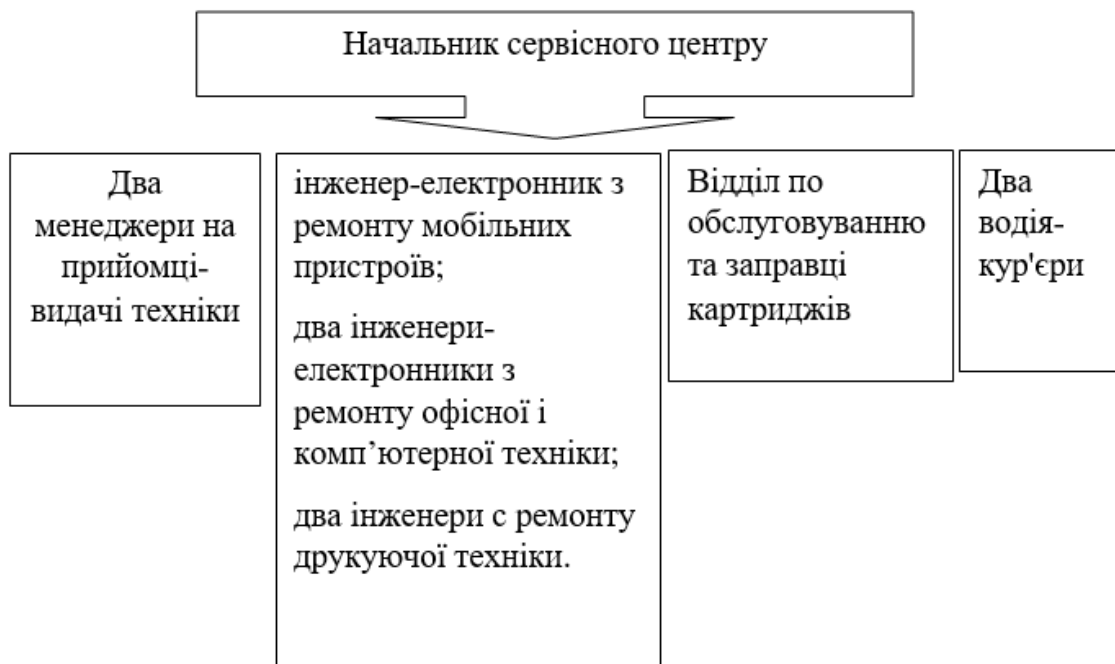 Начальник сервісного центру
Два
менеджери на
прийомці-
видачі техніки
інженер-електронник з
ремонту мобільних
пристроїв;
два інженери-
електронники з
ремонту офісної і
комп’ютерної техніки;
два інженери с ремонту
друкуючої техніки.
Відділ по
обслуговуванню
та заправці
картриджів
Два
водія-
кур'єри